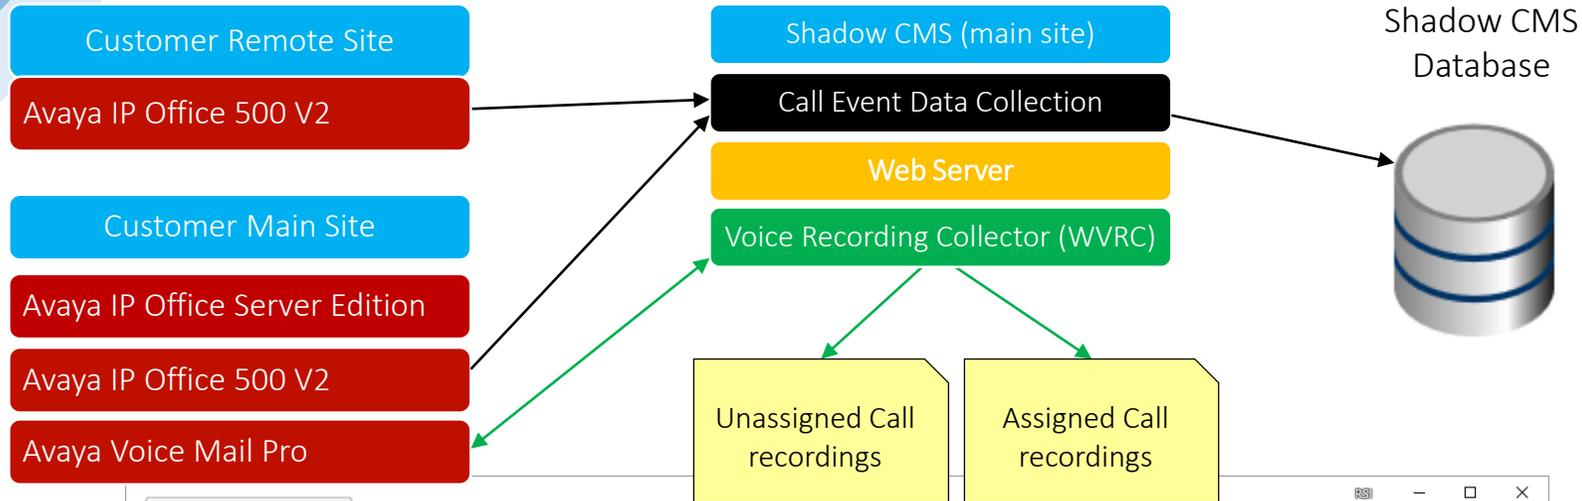 Customer Remote Site
Avaya IP Office 500 V2
Customer Main Site
Avaya IP Office Server Edition
Avaya IP Office 500 V2
Avaya Voice Mail Pro
Shadow CMS (main site)
Call Event Data Collection
Web Server
Voice Recording Collector (WVRC)
Unassigned Call
recordings
Assigned Call
recordings
Shadow CMS
Database
RSI